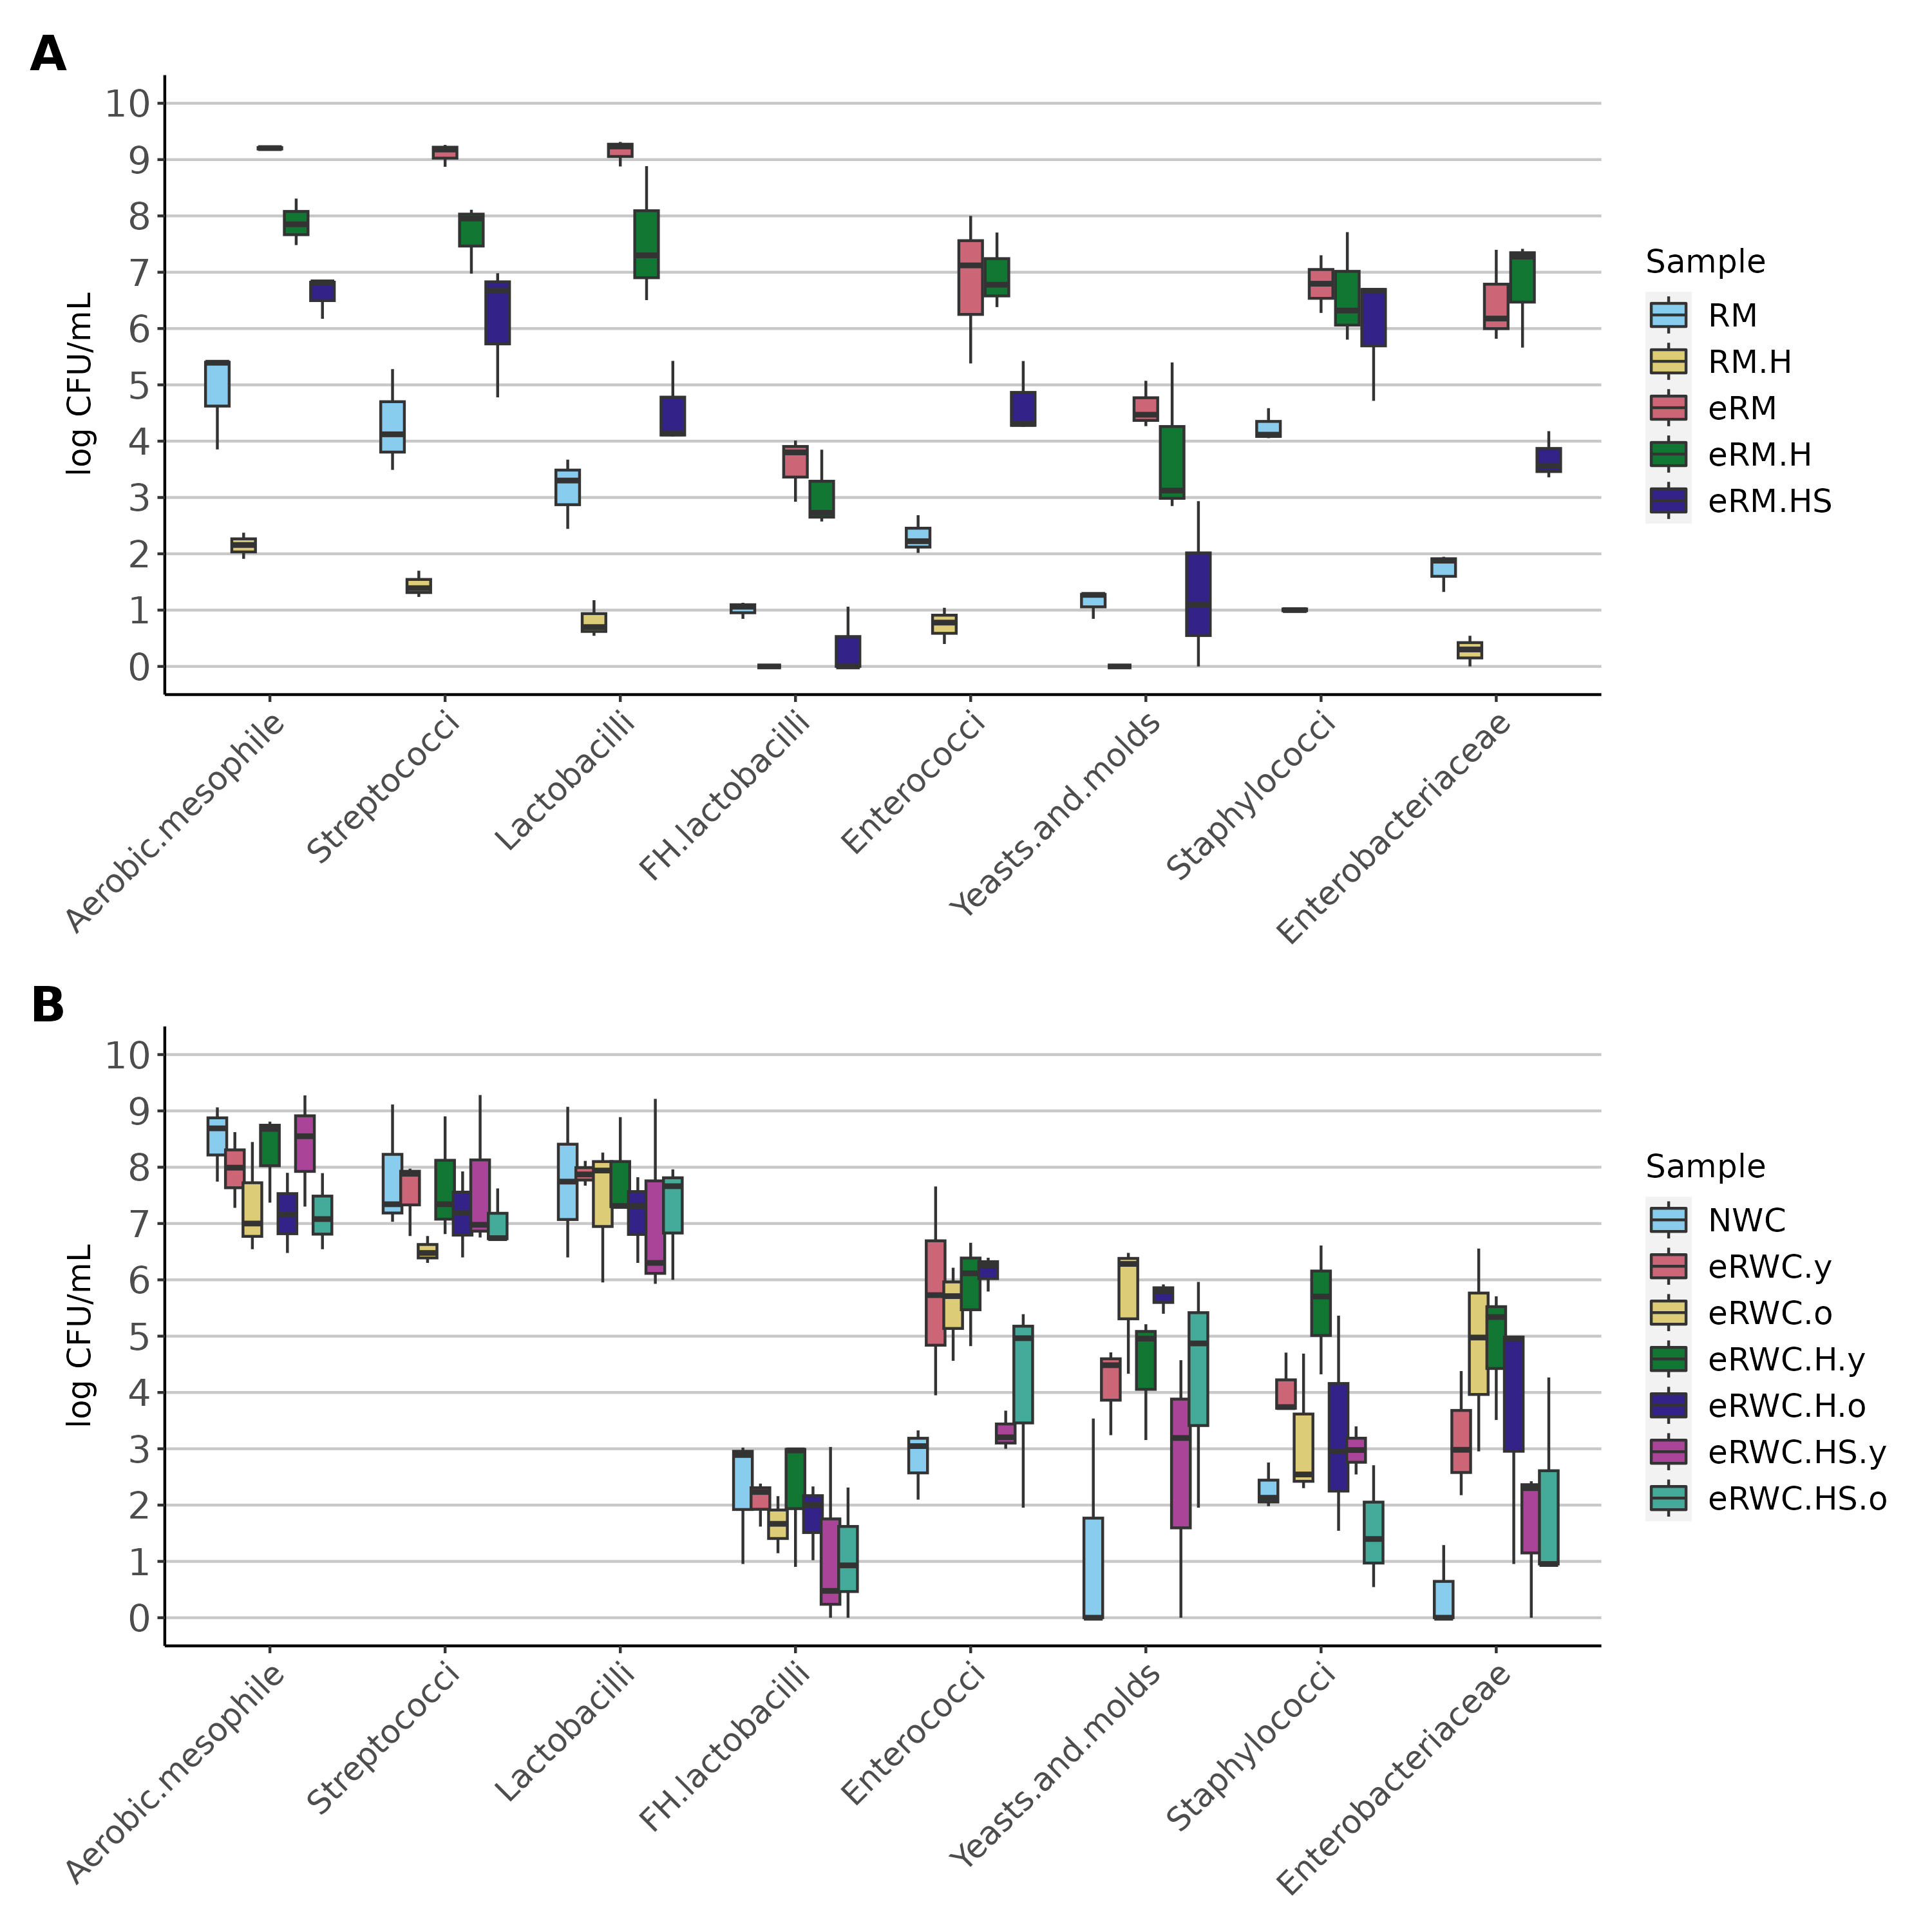 A
log CFU/mL
10
9
8
7
6
5
4
3
2
1
0
Aerobic.mesophile
Streptococci
Lactobacilli
FH.lactobacilli
Enterococci
Yeasts.and.molds
Staphylococci
Enterobacteriaceae
Sample
RM
RM.H
eRM
eRM.H
eRM.HS
B
log CFU/mL
10
9
8
7
6
5
4
3
2
1
0
Aerobic.mesophile
Streptococci
Lactobacilli
FH.lactobacilli
Enterococci
Yeasts.and.molds
Staphylococci
Enterobacteriaceae
Sample
NWC
eRWC.y
eRWC.o
eRWC.H.y
eRWC.H.o
eRWC.HS.y
eRWC.HS.o